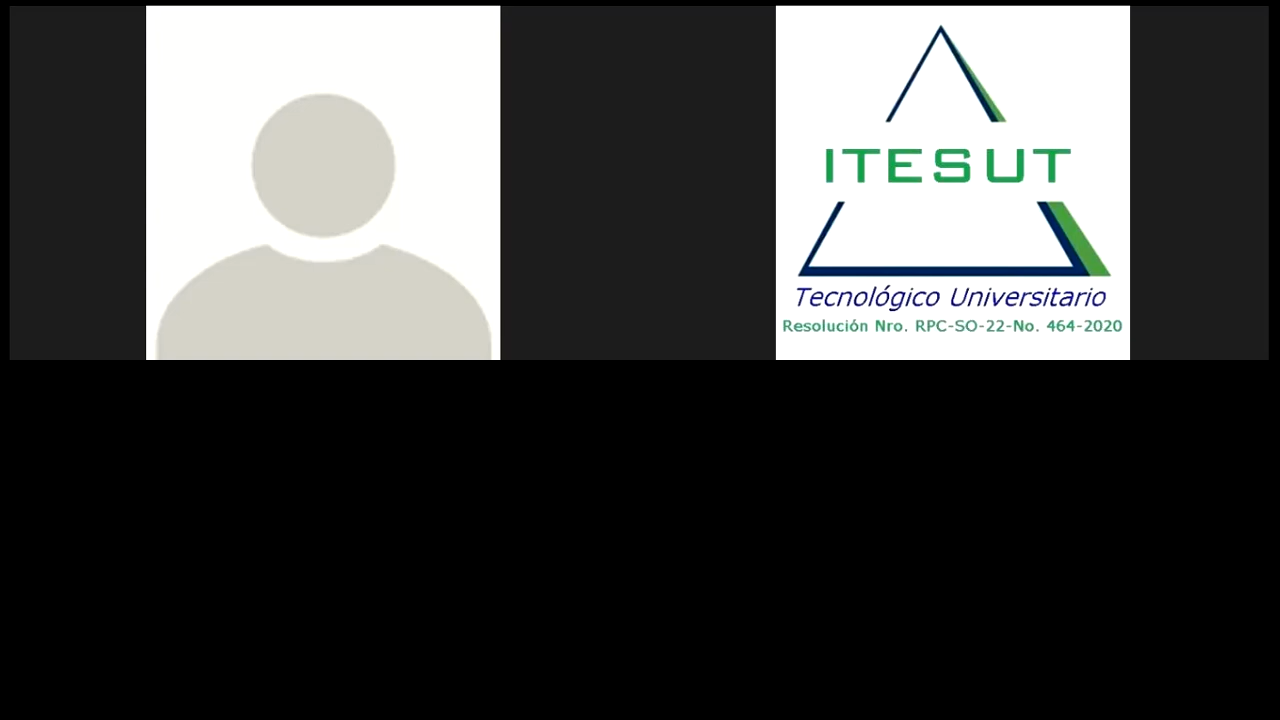 ITESUT
Tecnológico Universitario
Resolución Nro. RPC-SO-22-No. 464-2020